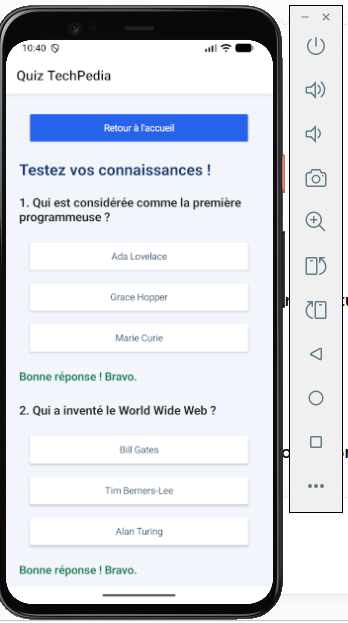 10:40
Quiz TechPedia
Retour à l'accueil
Testez vos connaissances !
1. Qui est considérée comme la première
programmeuse ?
Ada Lovelace
Grace Hopper
Marie Curie
Bonne réponse ! Bravo.
2. Qui a inventé le World Wide Web ?
Bill Gates
Tim Berners-Lee
Alan Turing
Bonne réponse ! Bravo.